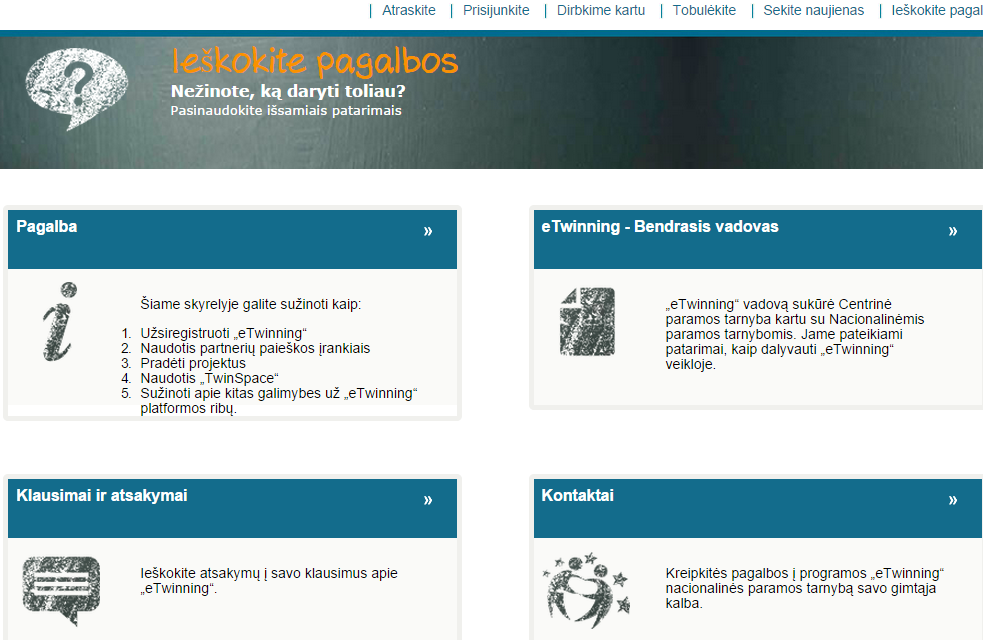 | Atraskite | Prisijunkite | Dirbkime kartu | Tobulėkite | Sekite naujienas | Ieškokite pagal
Ieškokite pagalbos
Nežinote, ką daryti toliau?
Pasinaudokite išsamiais patarimais
Pagalba »
Šiame skyrelyje galite sužinoti kaip:
1. Užsiregistruoti „eTwinning“
2. Naudotis partnerių paieškos įrankiais
3. Pradėti projektus
4. Naudotis „TwinSpace“
5. Sužinoti apie kitas galimybes už „eTwinning“
platformos ribų.
eTwinning - Bendrasis vadovas »
„eTwinning“ vadovą sukūrė Centrinė
paramos tarnyba kartu su Nacionalinėmis
paramos tarnybomis. Jame pateikiami
patarimai, kaip dalyvauti „eTwinning“
veikloje.
Klausimai ir atsakymai »
Ieškokite atsakymų į savo klausimus apie
„eTwinning“.
Kontaktai »
Kreipkitės pagalbos į programos „eTwinning“
nacionalinės paramos tarnybą savo gimtąja
kalba.